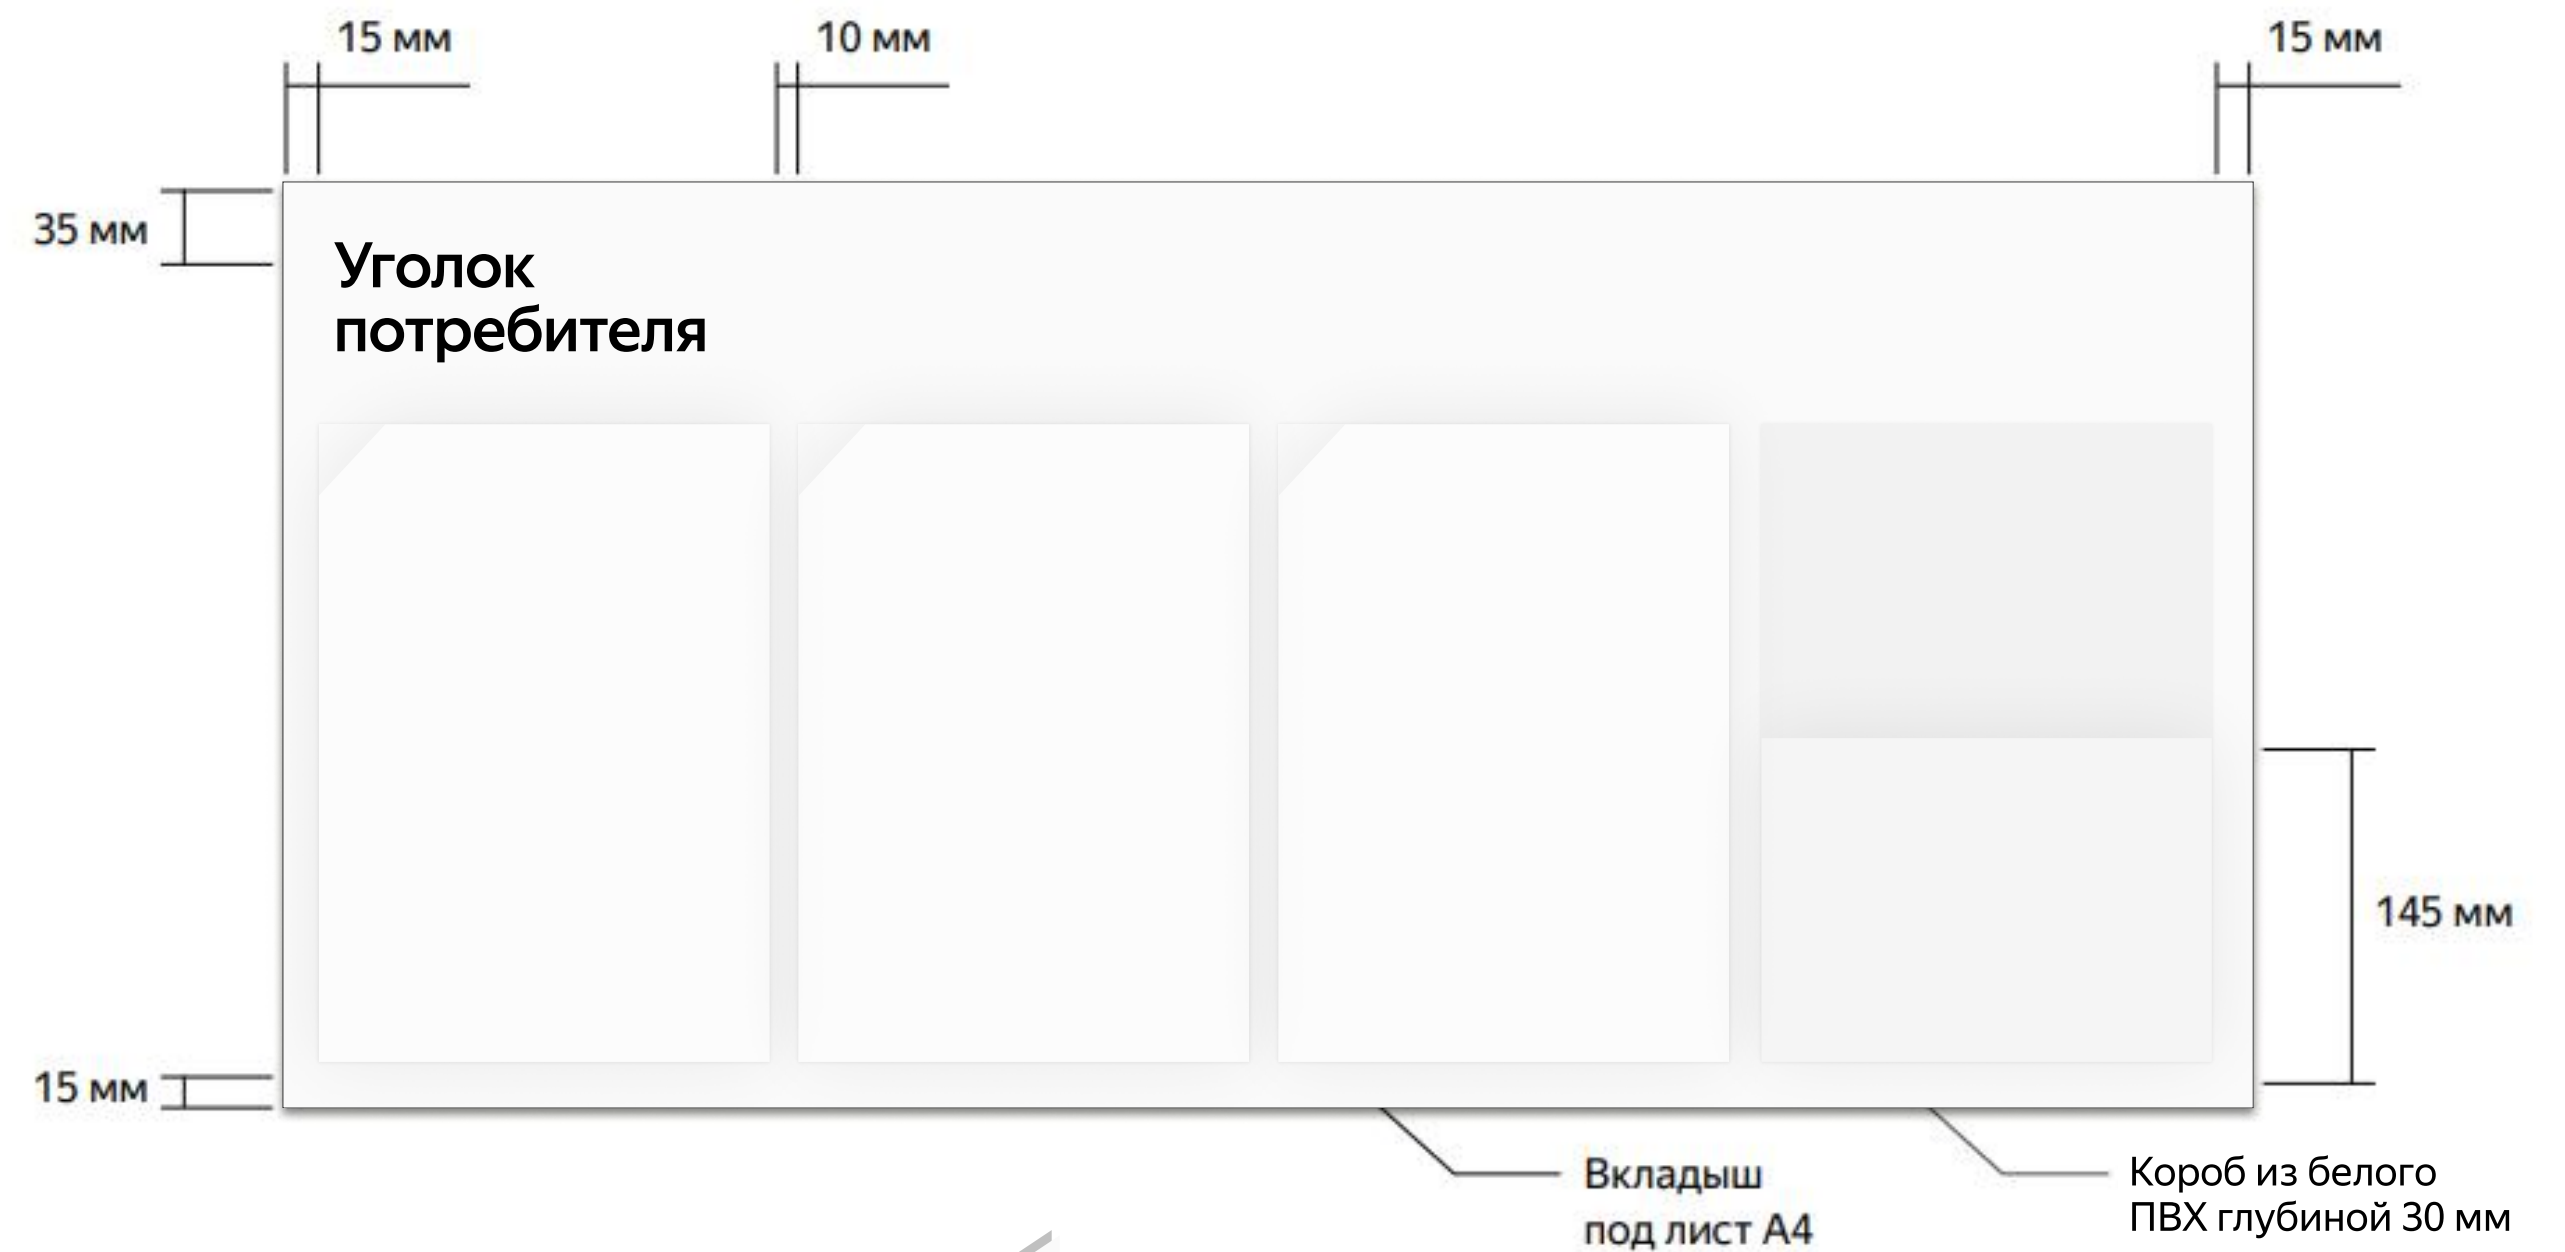 15 мм
10 мм
15 мм
35 мм
Уголок
потребителя
145 мм
15 мм
Вкладыш
под лист А4
Короб из белого
ПВХ глубиной 30 мм